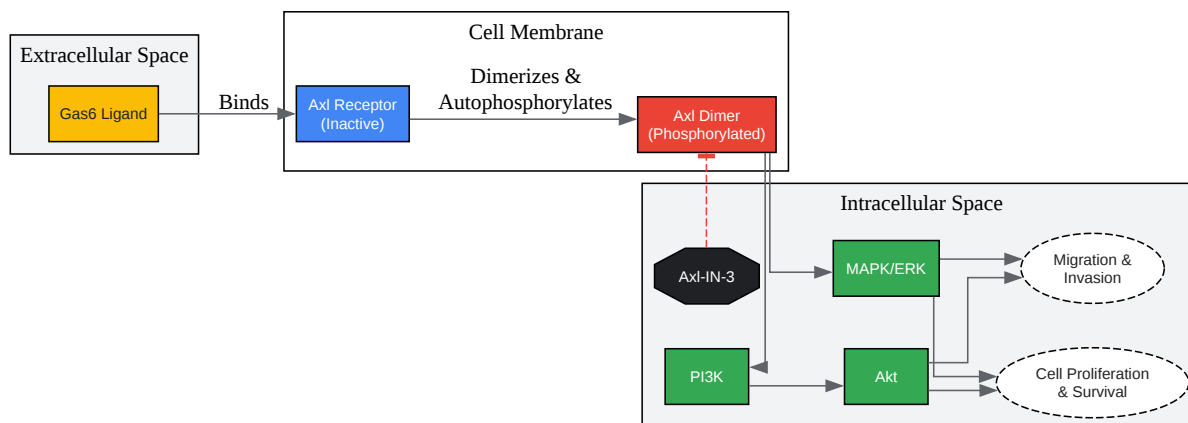 Cell Membrane
Extracellular Space
Gas6 Ligand
Binds
Axl Receptor
(Inactive)
Dimerizes &
Autophosphorylates
Axl Dimer
(Phosphorylated)
Intracellular Space
Axl-IN-3
MAPK/ERK
Migration &
Invasion
PI3K
Akt
Cell Proliferation
& Survival